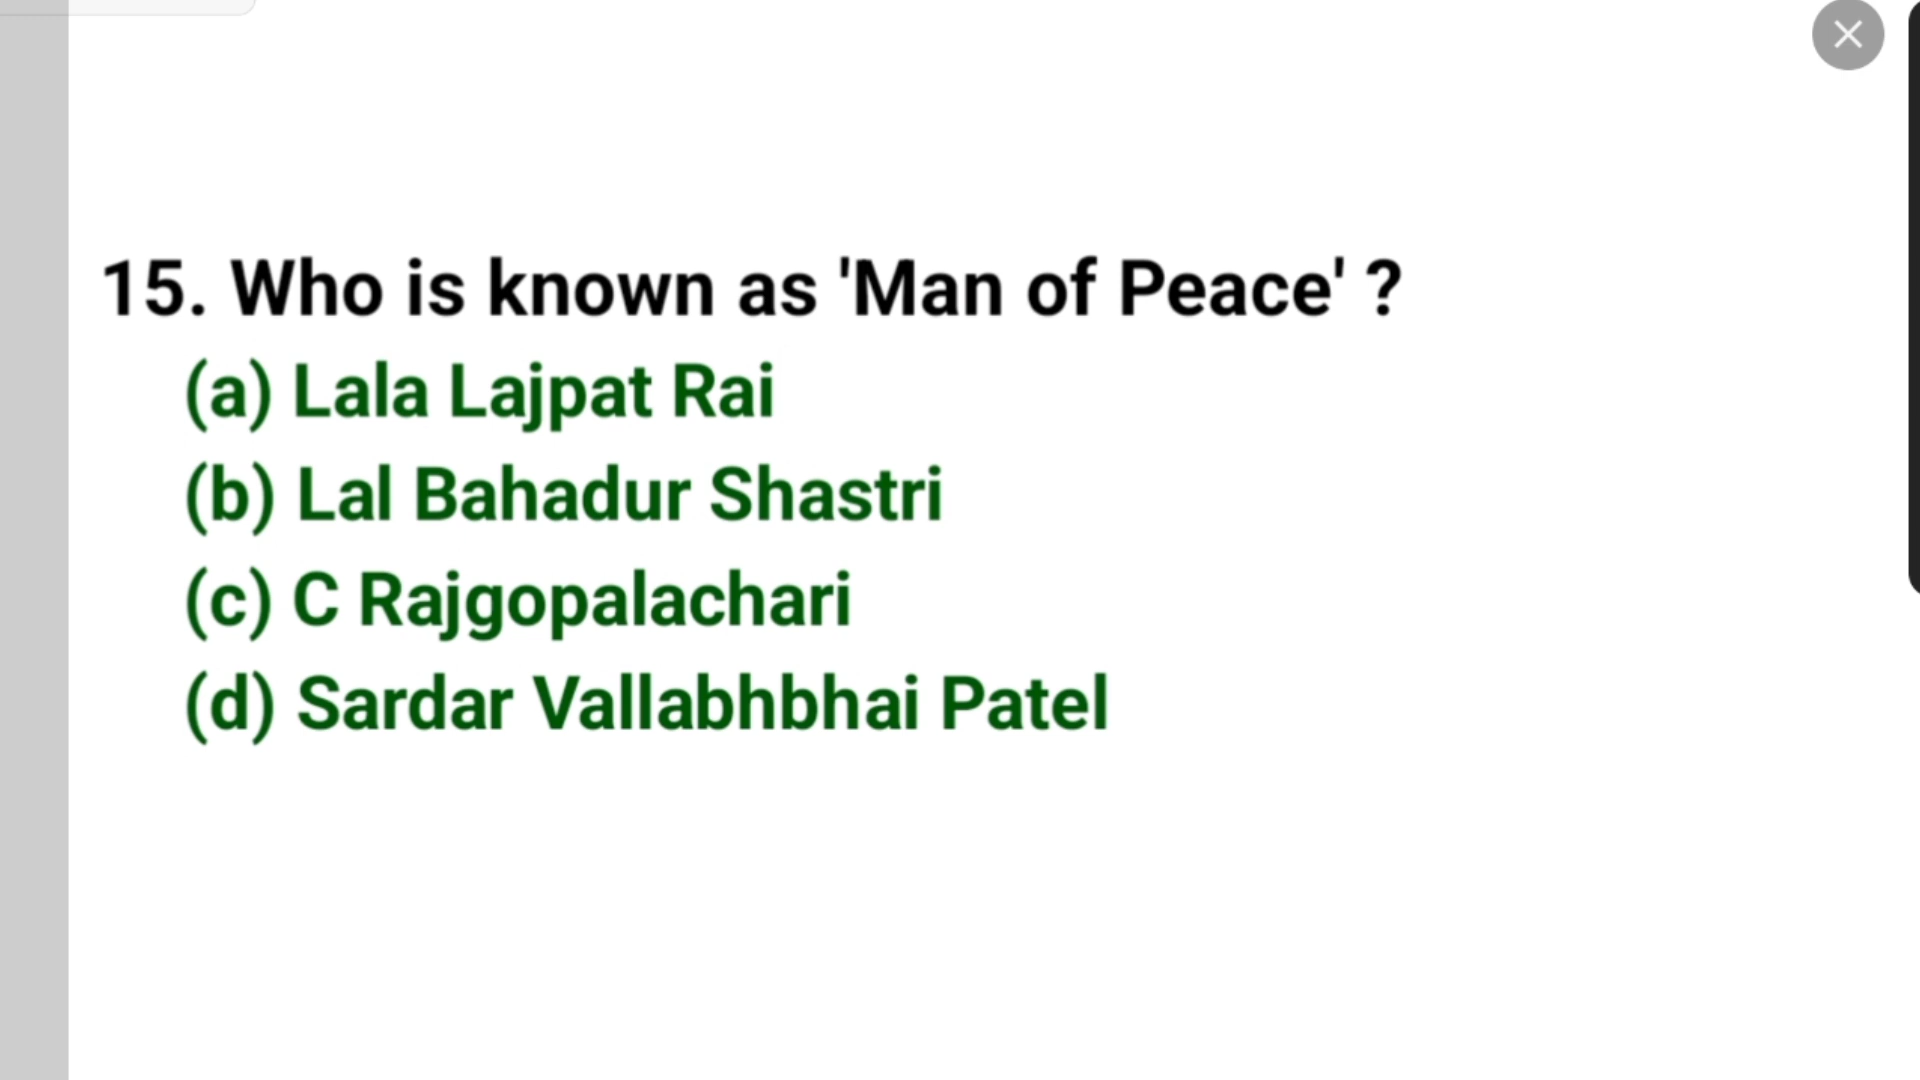 15. Who is known as 'Man of Peace' ?
(a) Lala Lajpat Rai
(b) Lal Bahadur Shastri
(c) C Rajgopalachari
(d) Sardar Vallabhbhai Patel